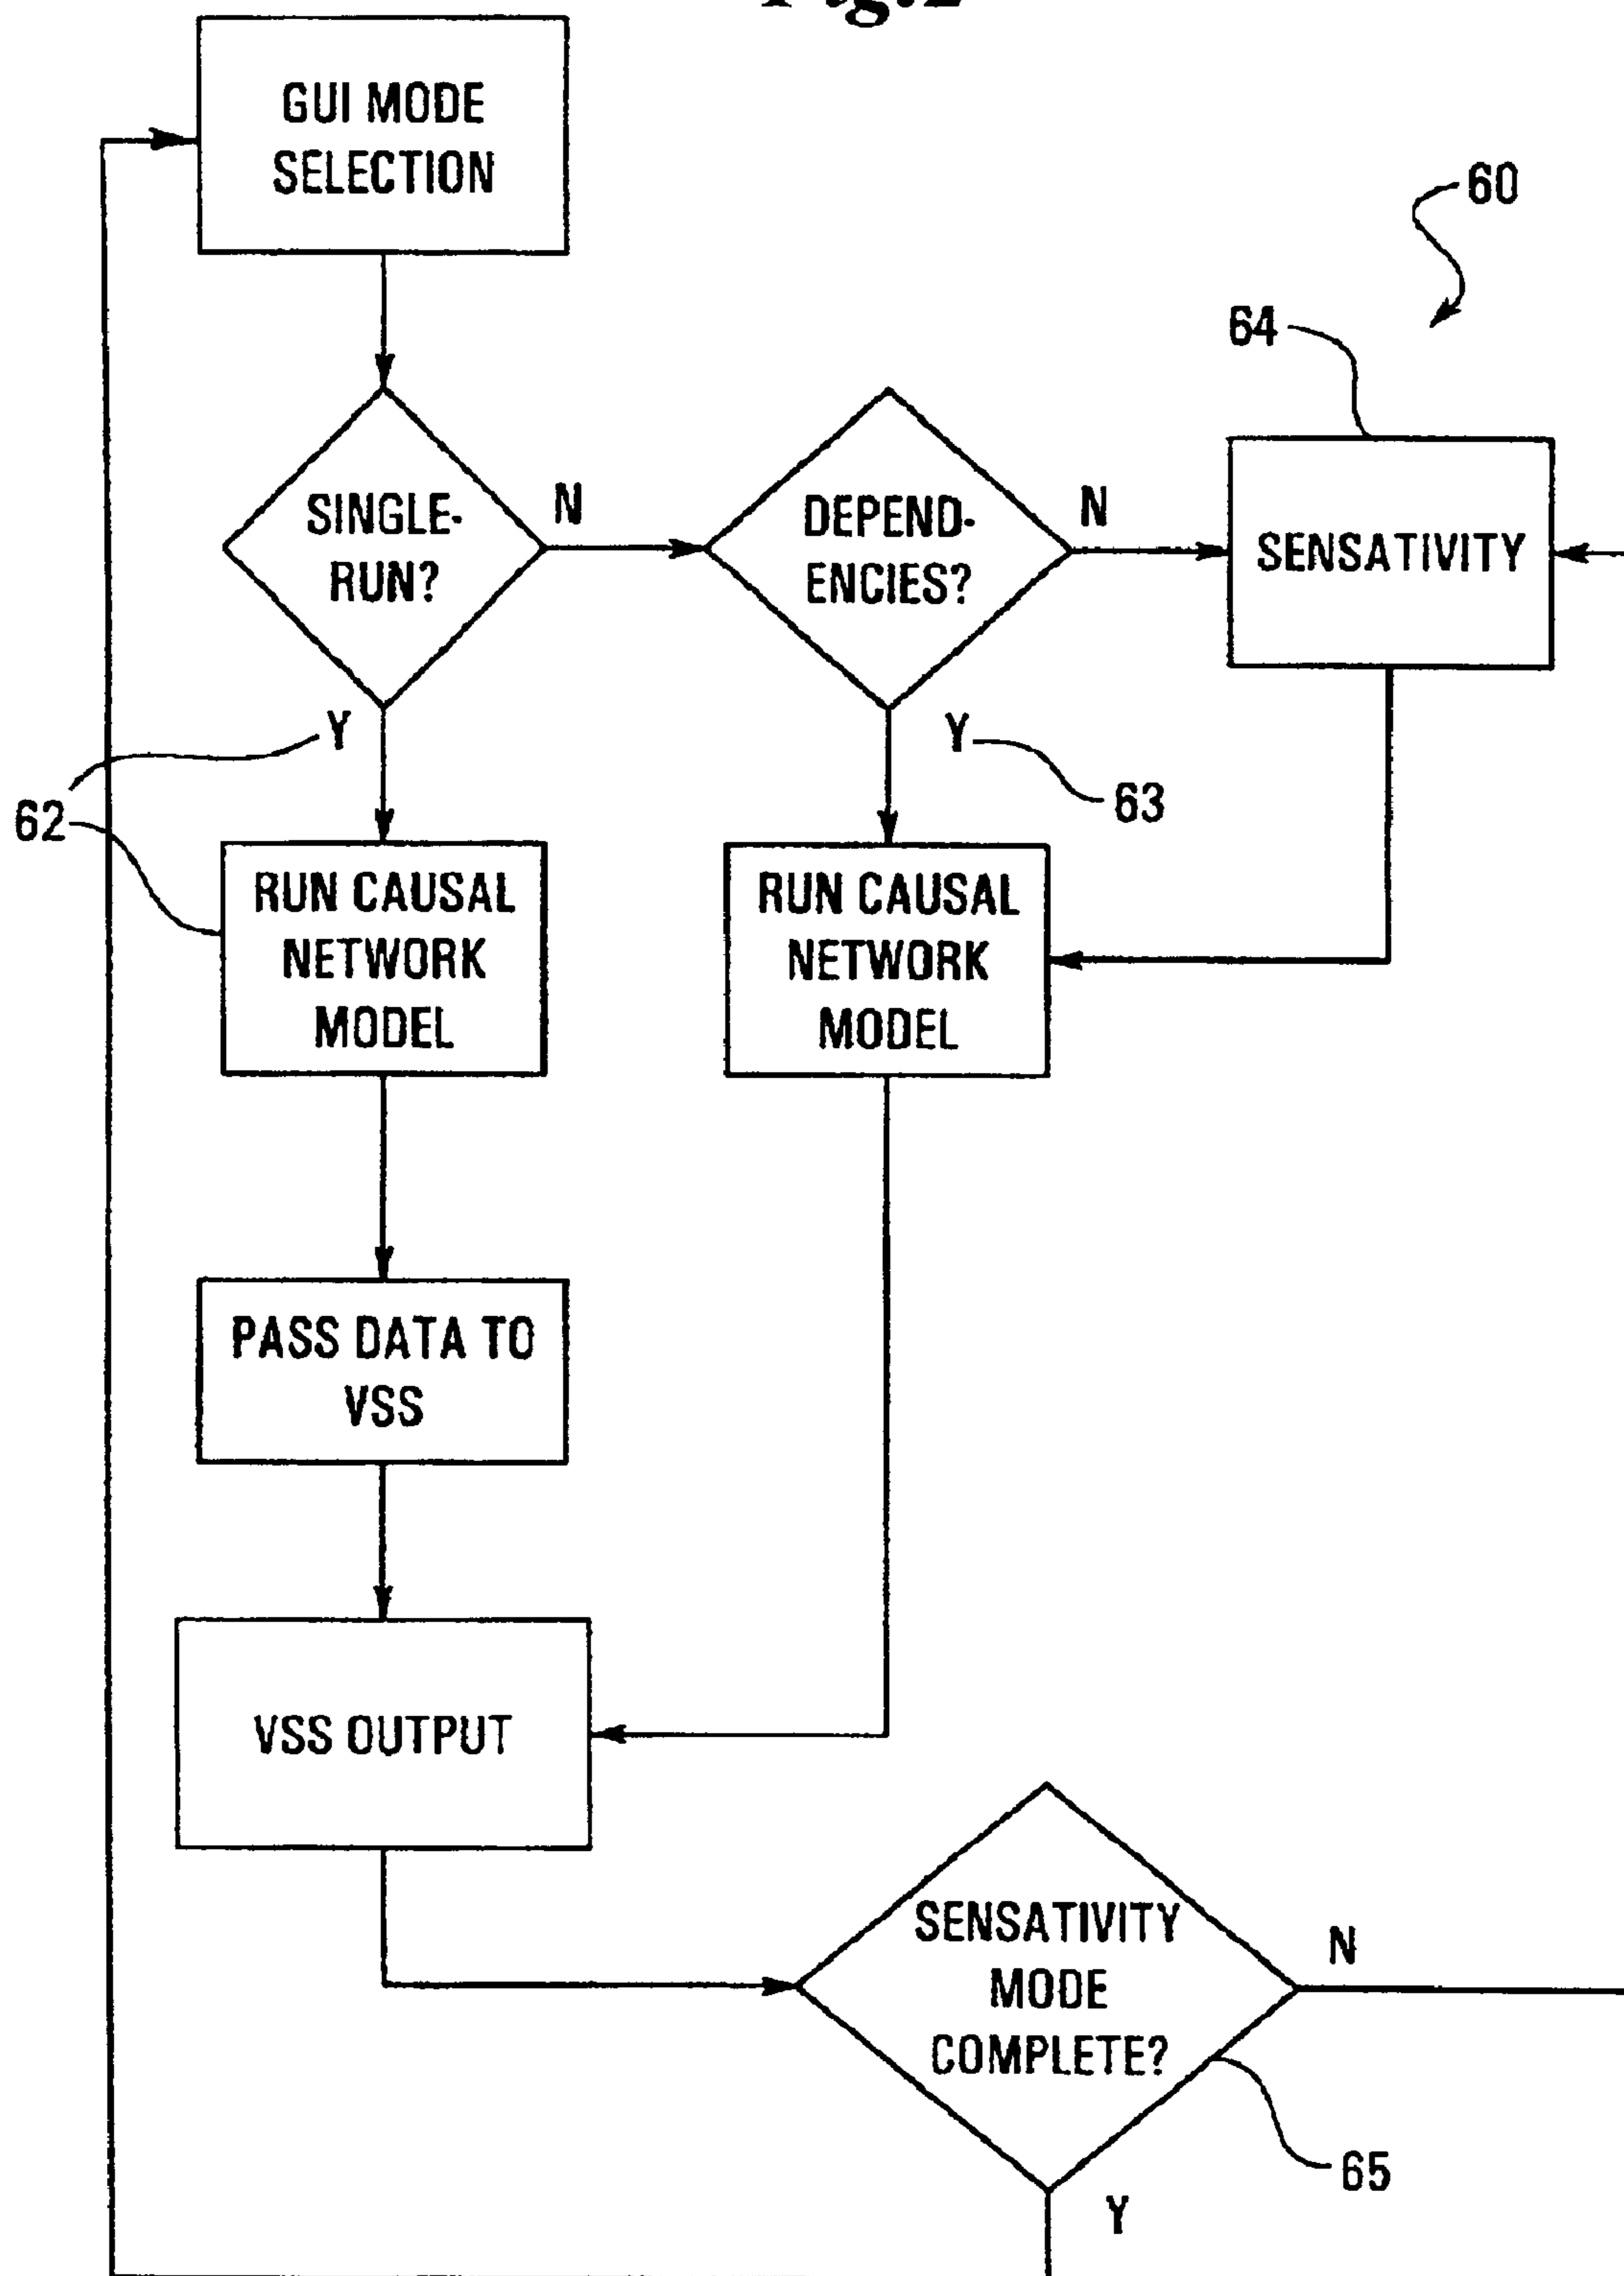 GUI MODE
SELECTION
60
64
SINGLE-
RUN?
N
DEPEND-
ENCIES?
N
SENSATIVITY
Y
Y
62
63
RUN CAUSAL
NETWORK
MODEL
RUN CAUSAL
NETWORK
MODEL
PASS DATA TO
VSS
VSS OUTPUT
SENSATIVITY
MODE
COMPLETE?
N
65
Y